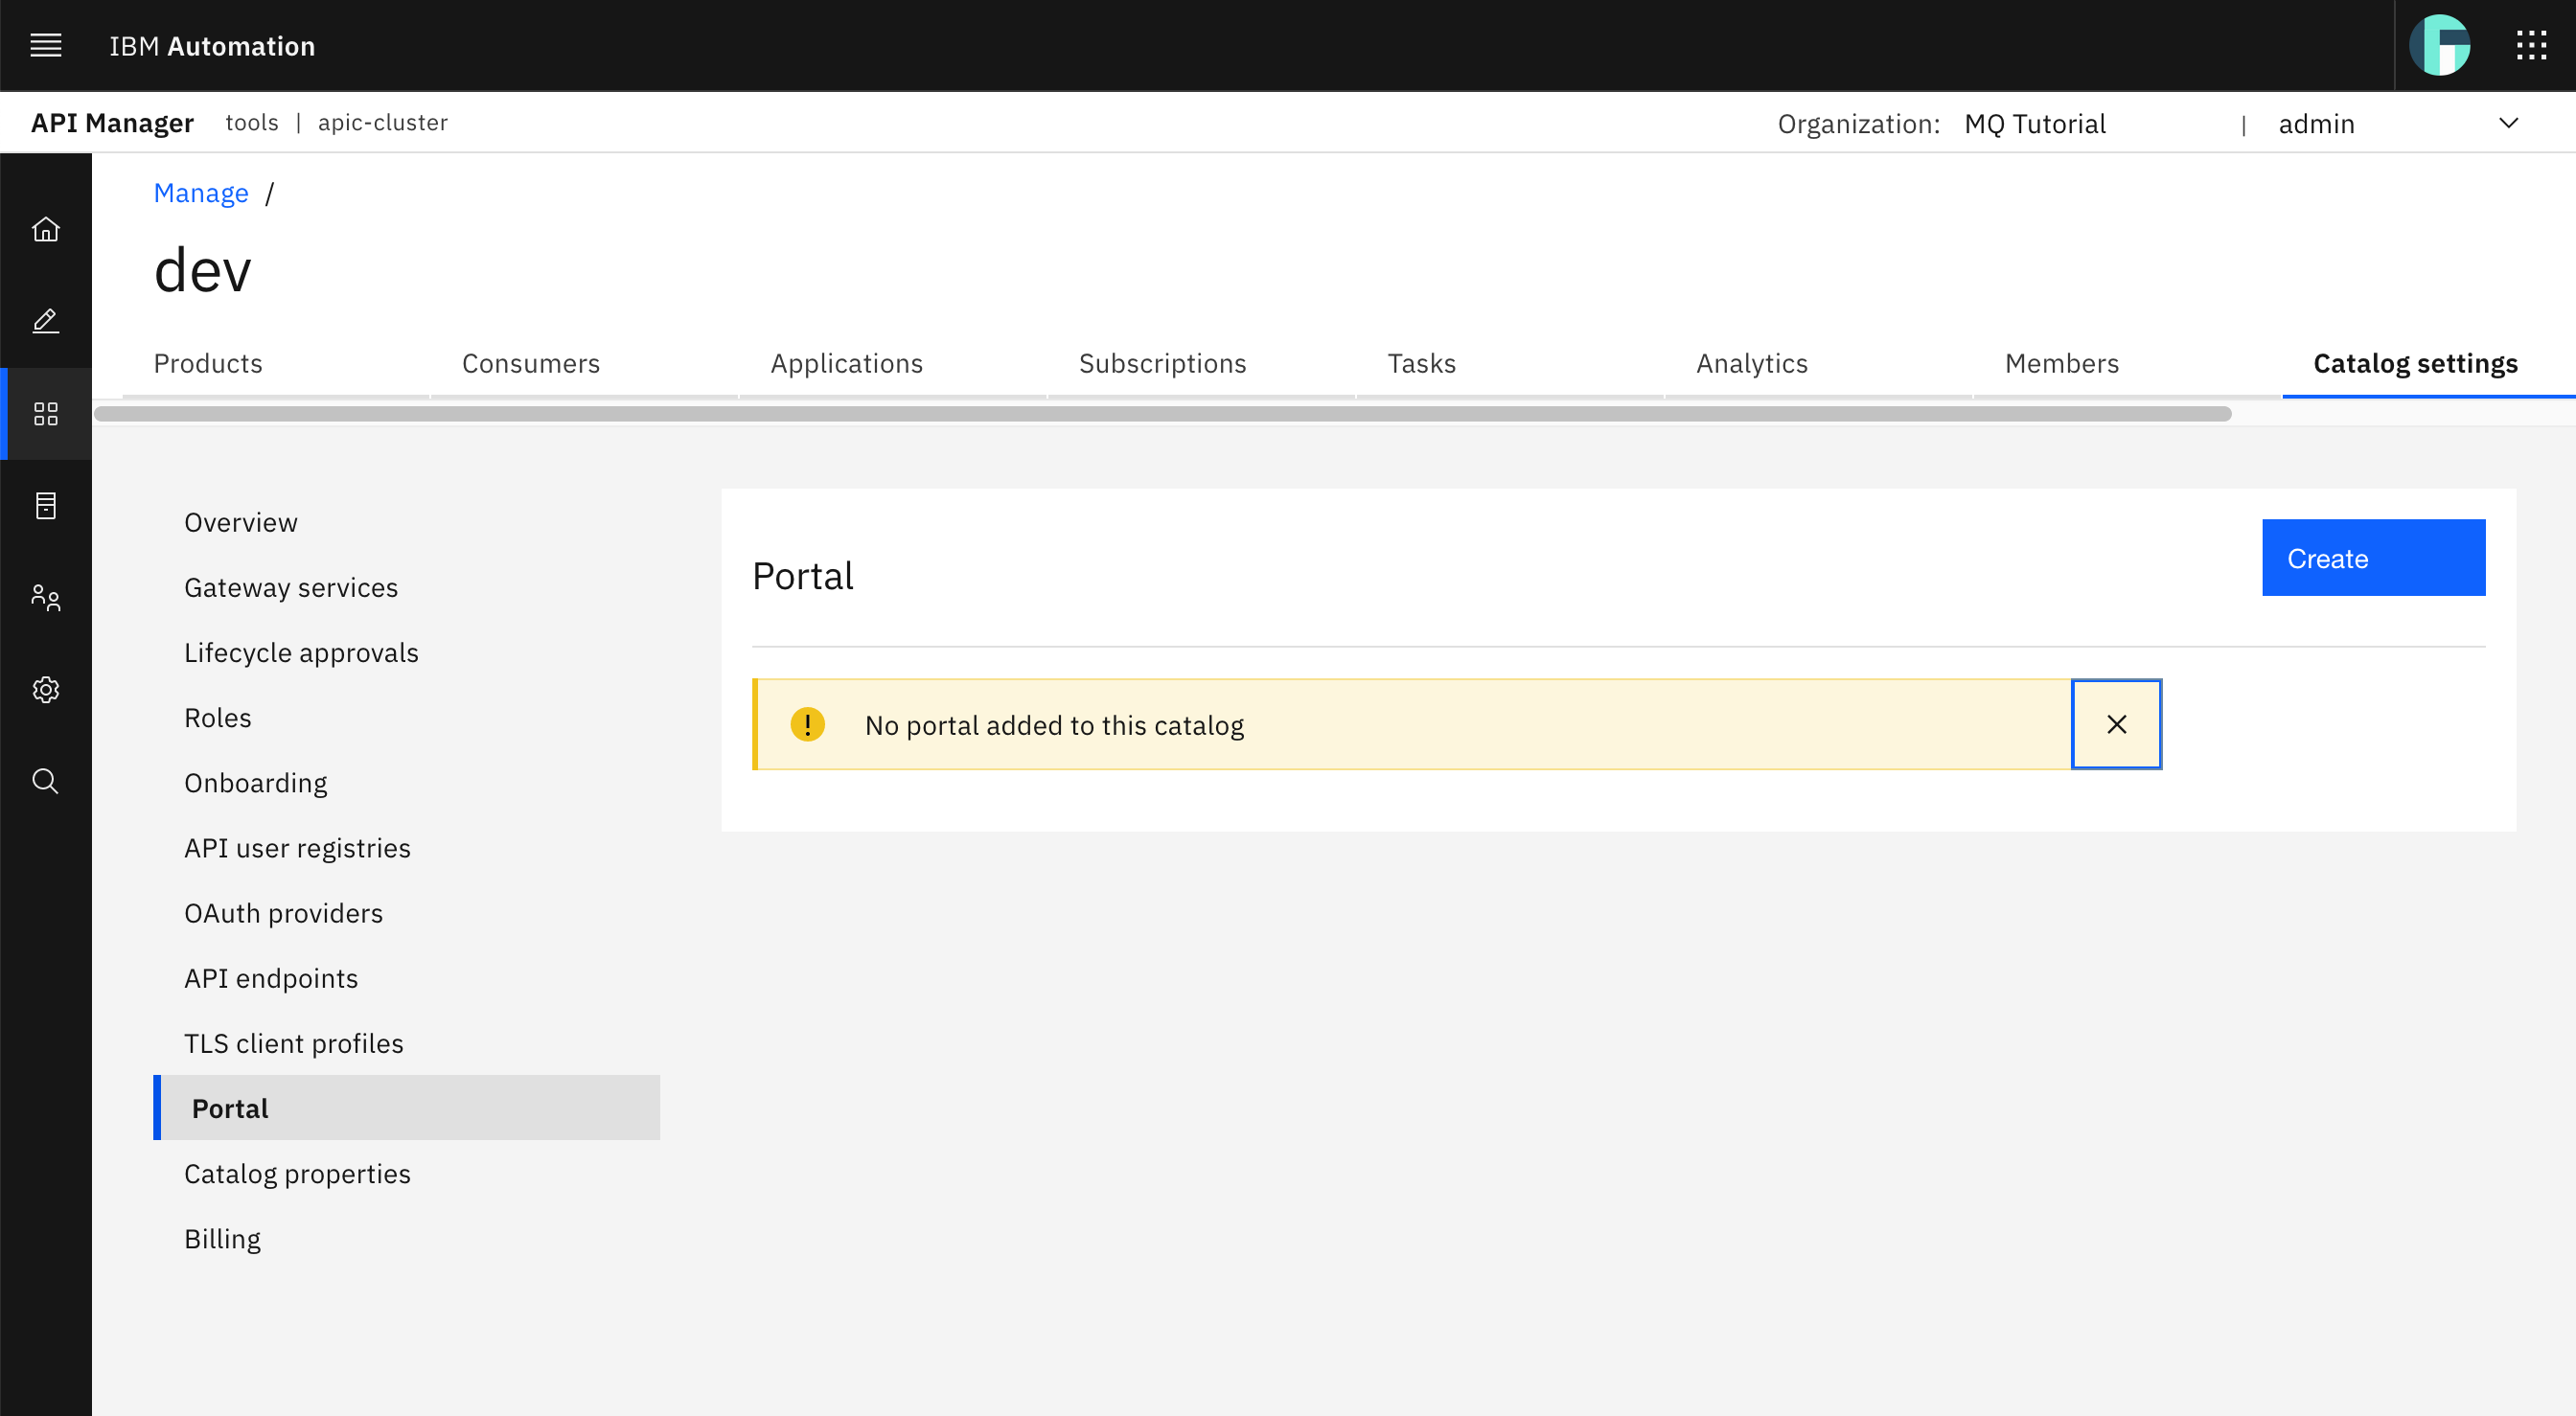 IBM Automation
API Manager tools | apic-cluster Organization: MQ Tutorial | admin
Manage /
dev
Products Consumers Applications Subscriptions Tasks Analytics Members Catalog settings
Overview
Gateway services
Lifecycle approvals
Roles
Onboarding
API user registries
OAuth providers
API endpoints
TLS client profiles
Portal
Catalog properties
Billing
Portal
Create
No portal added to this catalog